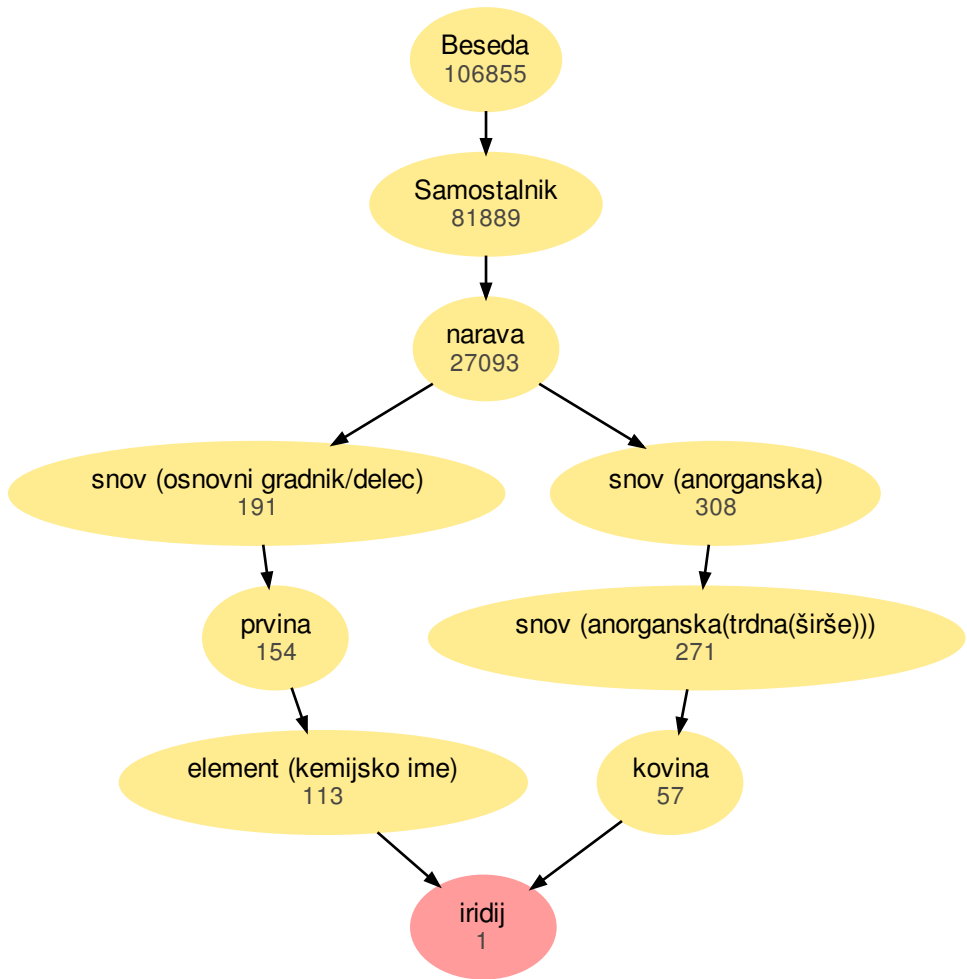 Beseda
106855
Samostalnik
81889
narava
27093
snov (osnovni gradnik/delec)
191
snov (anorganska)
308
prvina
154
snov (anorganska(trdna(širše)))
271
element (kemijsko ime)
113
kovina
57
iridij
1